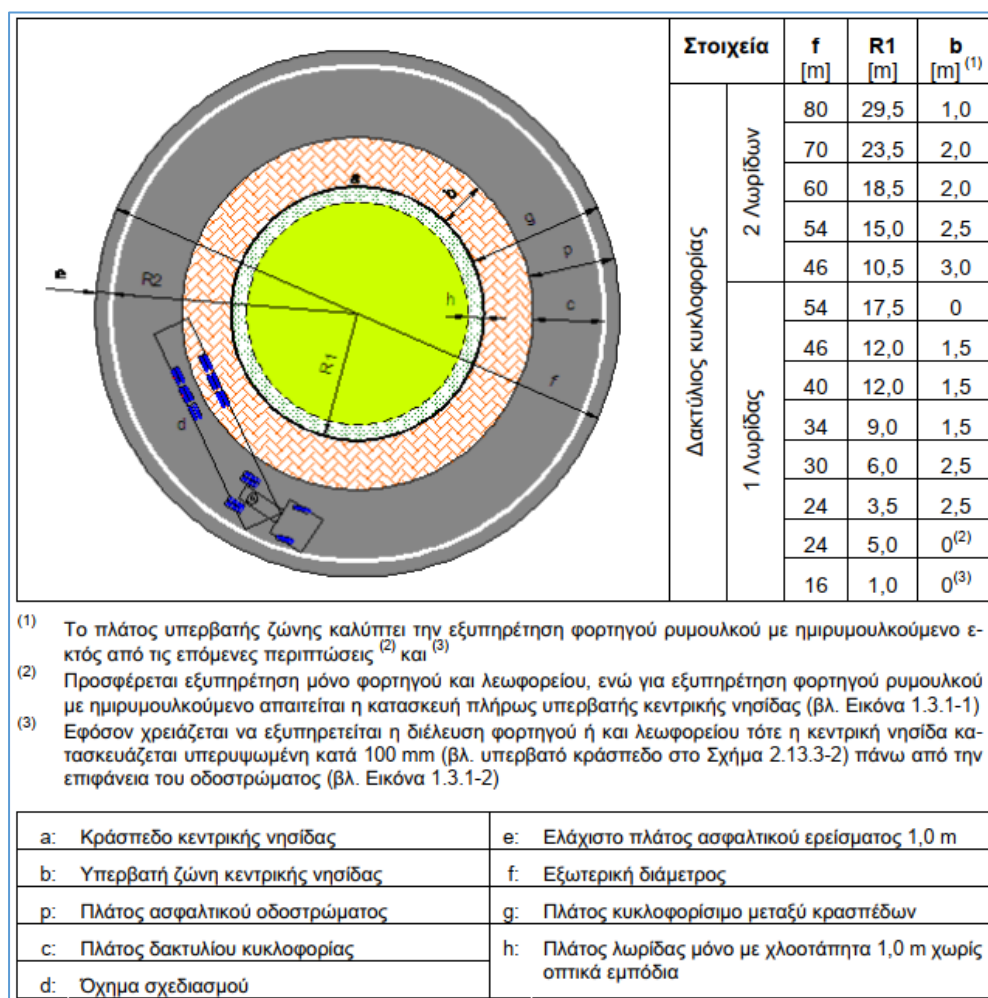 Στοιχεία f R1 b
[m] [m] [m] (1)
Δακτύλιος κυκλοφορίας
2 Λωρίδων
80 29,5 1,0
70 23,5 2,0
60 18,5 2,0
54 15,0 2,5
46 10,5 3,0
1 Λωρίδας
54 17,5 0
46 12,0 1,5
40 12,0 1,5
34 9,0 1,5
30 6,0 2,5
24 3,5 2,5
24 5,0 0(2)
16 1,0 0(3)
a
b
g
p
e
R2
h
c
R1
f
d
(1) Το πλάτος υπερβατής ζώνης καλύπτει την εξυπηρέτηση φορτηγού ρυμουλκού με ημιρυμουλκούμενο ε-
κτός από τις επόμενες περιπτώσεις (2) και (3)
(2) Προσφέρεται εξυπηρέτηση μόνο φορτηγού και λεωφορείου, ενώ για εξυπηρέτηση φορτηγού ρυμουλκού
με ημιρυμουλκούμενο απαιτείται η κατασκευή πλήρως υπερβατής κεντρικής νησίδας (βλ. Εικόνα 1.3.1-1)
(3) Εφόσον χρειάζεται να εξυπηρετείται η διέλευση φορτηγού ή και λεωφορείου τότε η κεντρική νησίδα κα-
τασκευάζεται υπερυψωμένη κατά 100 mm (βλ. υπερβατό κράσπεδο στο Σχήμα 2.13.3-2) πάνω από την
επιφάνεια του οδοστρώματος (βλ. Εικόνα 1.3.1-2)
a: Κράσπεδο κεντρικής νησίδας
e: Ελάχιστο πλάτος ασφαλτικού ερείσματος 1,0 m
b: Υπερβατή ζώνη κεντρικής νησίδας
f: Εξωτερική διάμετρος
p: Πλάτος ασφαλτικού οδοστρώματος
g: Πλάτος κυκλοφορίσιμο μεταξύ κρασπέδων
c: Πλάτος δακτυλίου κυκλοφορίας
h: Πλάτος λωρίδας μόνο με χλοοτάπητα 1,0 m χωρίς
οπτικά εμπόδια
d: Όχημα σχεδιασμού